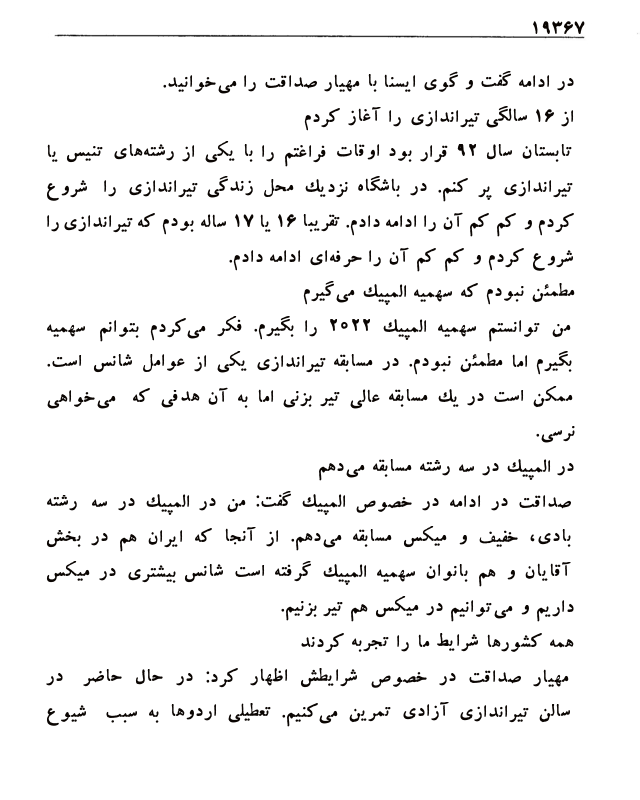 ۱۹۳۶۷
در ادامه گفت و گوی ایسنا با مهیار صداقت را می‌خوانید.
از ۱۶ سالگی تیراندازی را آغاز کردم
تابستان سال ۹۲ قرار بود اوقات فراغتم را با یکی از رشته‌های تنیس یا
تیراندازی پر کنم. در باشگاه نزدیك محل زندگی تیراندازی را شروع
کردم و کم کم آن را ادامه دادم. تقریبا ۱۶ یا ۱۷ ساله بودم که تیراندازی را
شروع کردم و کم کم آن را حرفه‌ای ادامه دادم.
مطمئن نبودم که سهمیه المپیك می‌گیرم
من توانستم سهمیه المپیك ۲۰۲۲ را بگیرم. فکر می‌کردم بتوانم سهمیه
بگیرم اما مطمئن نبودم. در مسابقه تیراندازی یکی از عوامل شانس است.
ممکن است در یك مسابقه عالی تیر بزنی اما به آن هدفی که می‌خواهی
نرسی.
در المپیك در سه رشته مسابقه می‌دهم
صداقت در ادامه در خصوص المپیك گفت: من در المپیك در سه رشته
بادی، خفیف و میکس مسابقه می‌دهم. از آنجا که ایران هم در بخش
آقایان و هم بانوان سهمیه المپیك گرفته است شانس بیشتری در میکس
داریم و می‌توانیم در میکس هم تیر بزنیم.
همه کشورها شرایط ما را تجربه کردند
مهیار صداقت در خصوص شرایطش اظهار کرد: در حال حاضر در
سالن تیراندازی آزادی تمرین می‌کنیم. تعطیلی اردوها به سبب شیوع